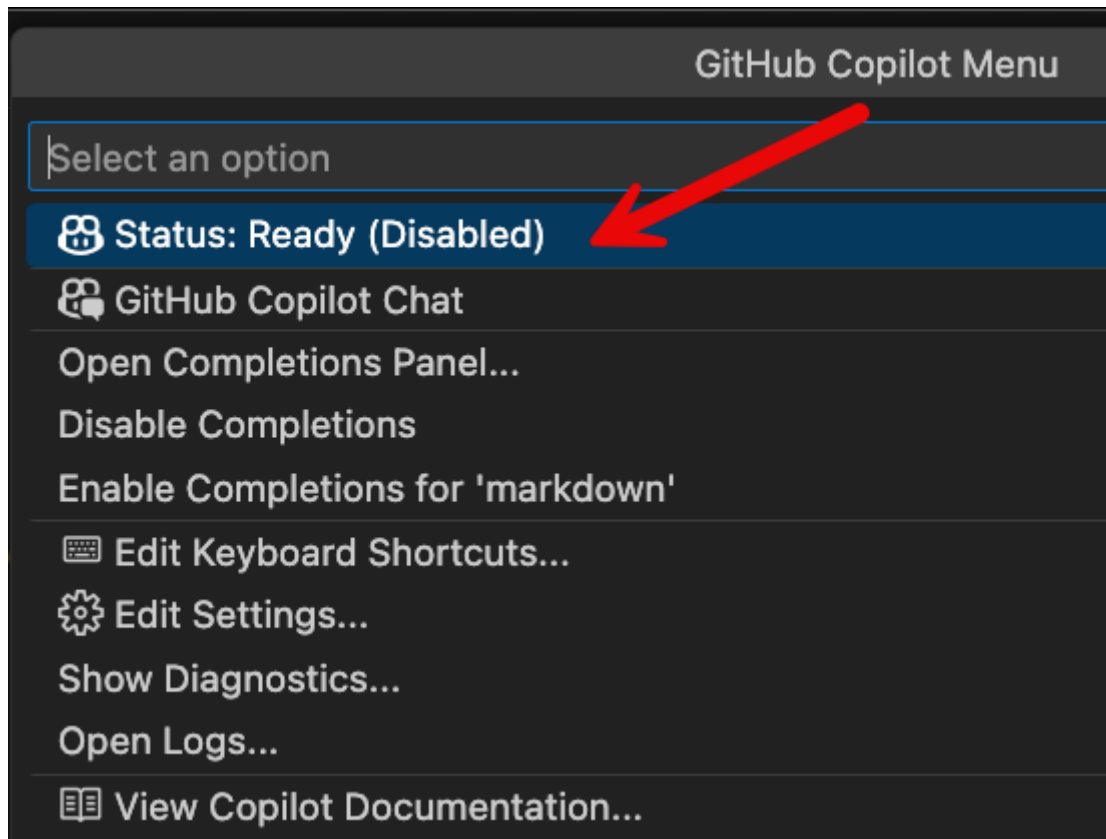 GitHub Copilot Menu
Select an option
Status: Ready (Disabled)
GitHub Copilot Chat
Open Completions Panel...
Disable Completions
Enable Completions for 'markdown'
Edit Keyboard Shortcuts...
Edit Settings...
Show Diagnostics...
Open Logs...
View Copilot Documentation...